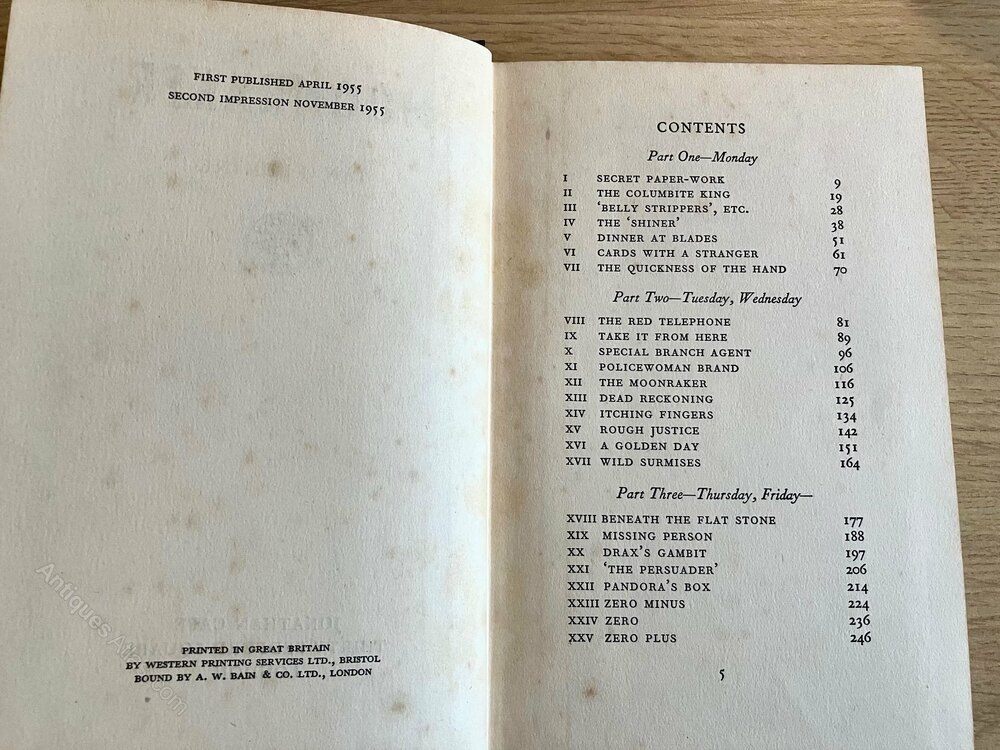 FIRST PUBLISHED APRIL 1955
SECOND IMPRESSION NOVEMBER 1955
PRINTED IN GREAT BRITAIN
BY WESTERN PRINTING SERVICES LTD., BRISTOL
BOUND BY A. W. BAIN & CO. LTD., LONDON
CONTENTS
Part One—Monday
I SECRET PAPER-WORK 9
II THE COLUMBITE KING 19
III ‘BELLY STRIPPERS’, ETC. 28
IV THE ‘SHINER’ 38
V DINNER AT BLADES 51
VI CARDS WITH A STRANGER 61
VII THE QUICKNESS OF THE HAND 70
Part Two—Tuesday, Wednesday
VIII THE RED TELEPHONE 81
IX TAKE IT FROM HERE 89
X SPECIAL BRANCH AGENT 96
XI POLICEWOMAN BRAND 106
XII THE MOONRAKER 116
XIII DEAD RECKONING 125
XIV ITCHING FINGERS 134
XV ROUGH JUSTICE 142
XVI A GOLDEN DAY 151
XVII WILD SURMISES 164
Part Three—Thursday, Friday—
XVIII BENEATH THE FLAT STONE 177
XIX MISSING PERSON 188
XX DRAX’S GAMBIT 197
XXI ‘THE PERSUADER’ 206
XXII PANDORA’S BOX 214
XXIII ZERO MINUS 224
XXIV ZERO 236
XXV ZERO PLUS 246
5